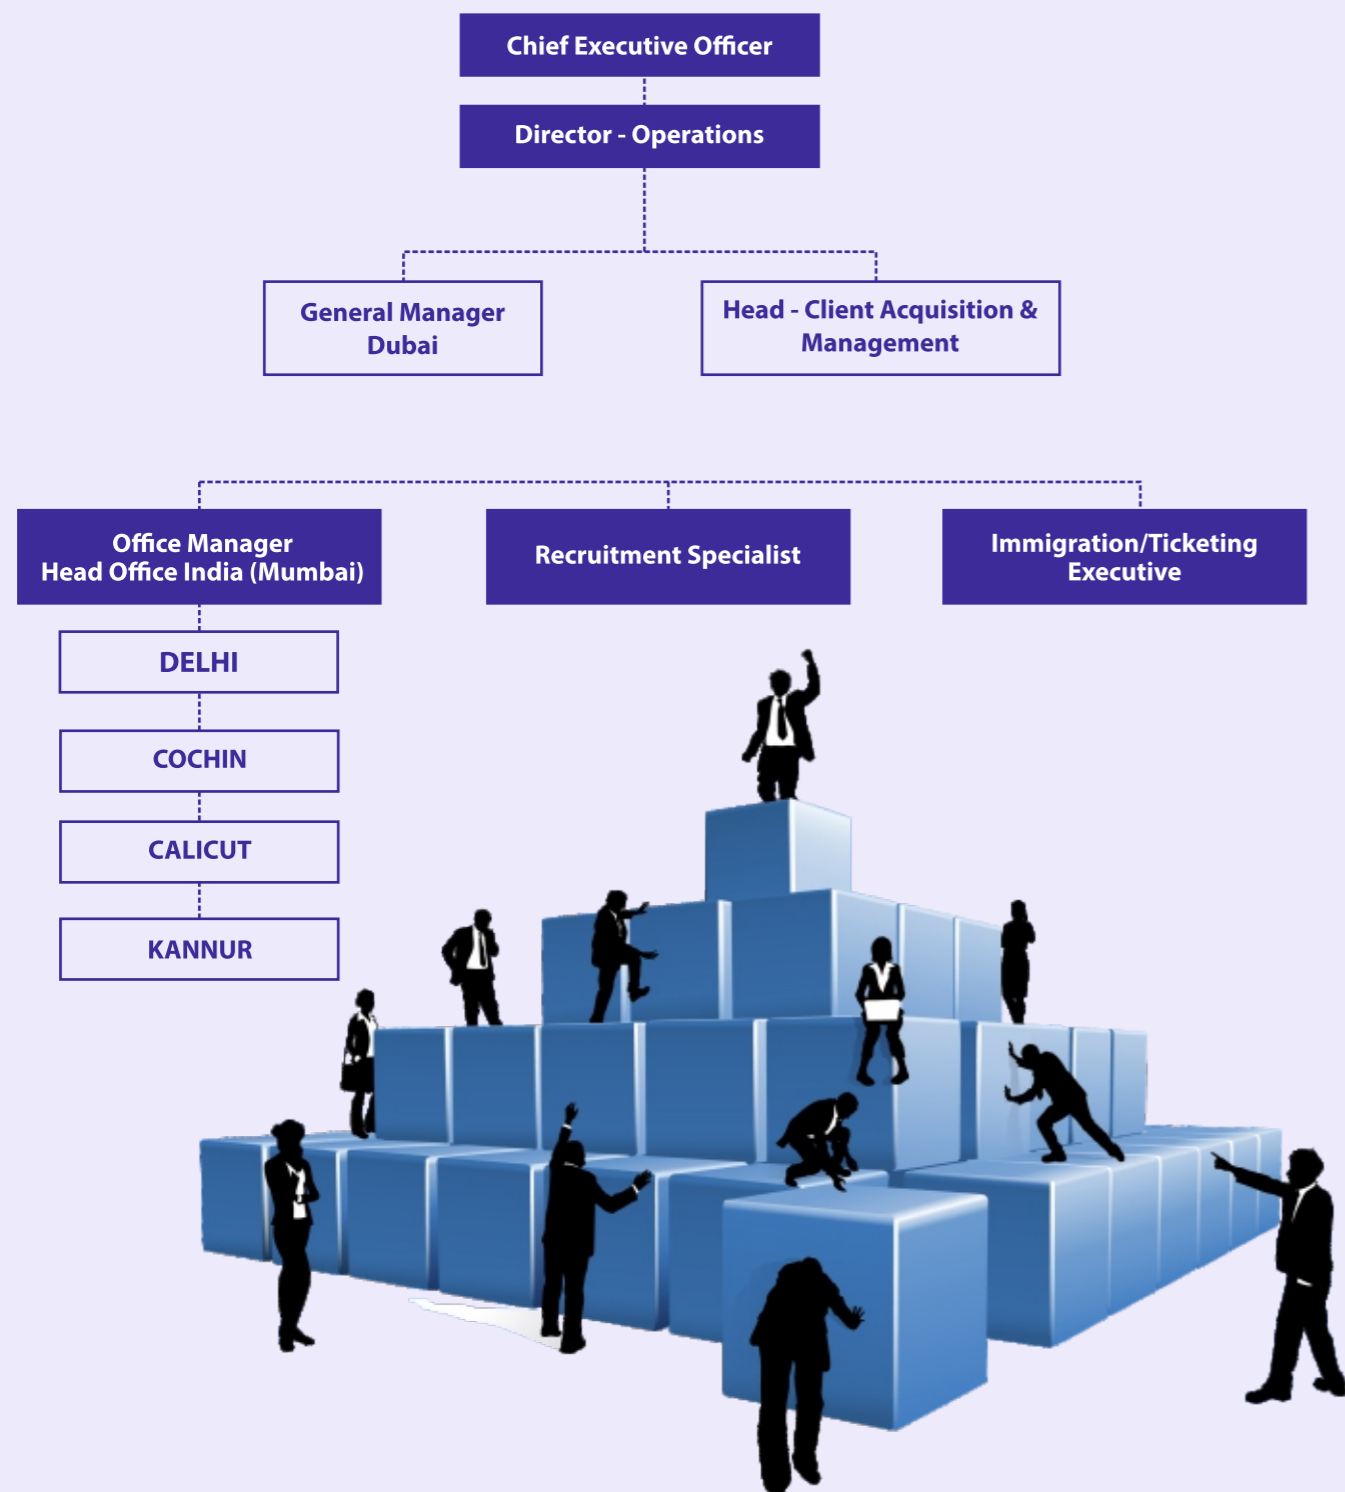 Chief Executive Officer
Director - Operations
General Manager
Dubai
Head - Client Acquisition &
Management
Office Manager
Head Office India (Mumbai)
Recruitment Specialist
Immigration/Ticketing
Executive
DELHI
COCHIN
CALICUT
KANNUR